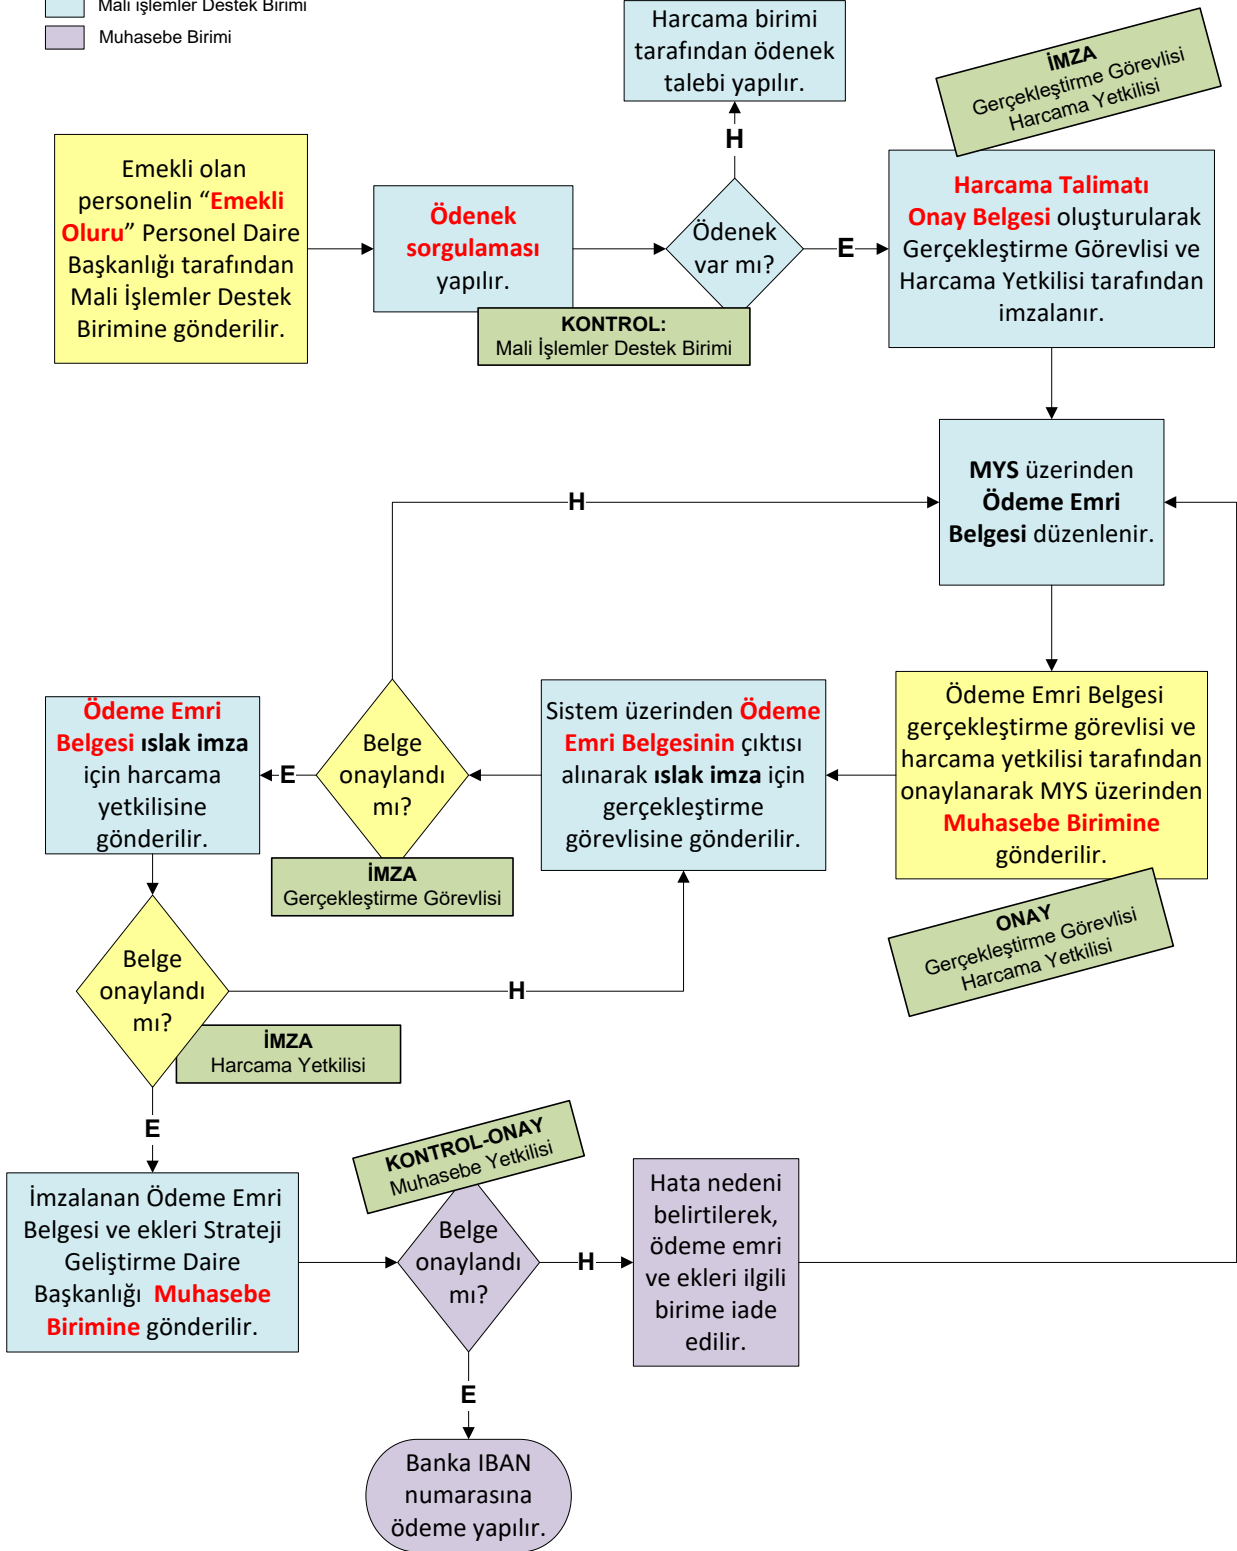 Mali işlemler Destek Birimi
Muhasebe Birimi
Harcama birimi
tarafından ödenek
talebi yapılır.
H
İMZA
Gerçekleştirme Görevlisi
Harcama Yetkilisi
Emekli olan
personelin “Emekli
Oluru” Personel Daire
Başkanlığı tarafından
Mali İşlemler Destek
Birimine gönderilir.
Ödenek
sorgulaması
yapılır.
Ödenek
var mı?
E
KONTROL:
Mali İşlemler Destek Birimi
Harcama Talimatı
Onay Belgesi oluşturularak
Gerçekleştirme Görevlisi ve
Harcama Yetkilisi tarafından
imzalanır.
MYS üzerinden
Ödeme Emri
Belgesi düzenlenir.
H
Ödeme Emri Belgesi
gerçekleştirme görevlisi ve
harcama yetkilisi tarafından
onaylanarak MYS üzerinden
Muhasebe Birimine
gönderilir.
ONAY
Gerçekleştirme Görevlisi
Harcama Yetkilisi
Sistem üzerinden Ödeme
Emri Belgesinin çıktısı
alınarak ıslak imza için
gerçekleştirme
görevlisine gönderilir.
Belge
onaylandı
mı?
E
İMZA
Gerçekleştirme Görevlisi
Ödeme Emri
Belgesi ıslak imza
için harcama
yetkilisine
gönderilir.
Belge
onaylandı
mı?
H
İMZA
Harcama Yetkilisi
E
İmzalanan Ödeme Emri
Belgesi ve ekleri Strateji
Geliştirme Daire
Başkanlığı Muhasebe
Birimine gönderilir.
KONTROL-ONAY
Muhasebe Yetkilisi
Belge
onaylandı
mı?
H
Hata nedeni
belirtilerek,
ödeme emri
ve ekleri ilgili
birime iade
edilir.
E
Banka IBAN
numarasına
ödeme yapılır.